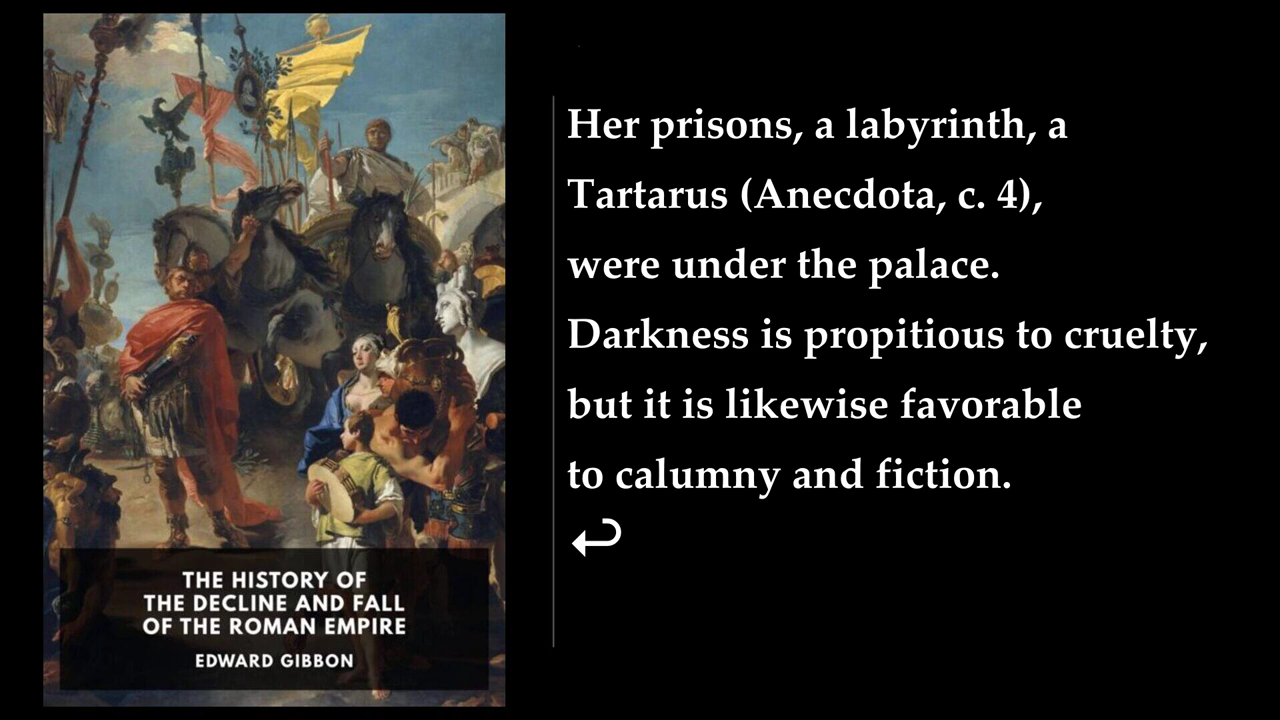 Her prisons, a labyrinth, a
Tartarus (Anecdota, c. 4),
were under the palace.
Darkness is propitious to cruelty,
but it is likewise favorable
to calumny and fiction.
↩
THE HISTORY OF
THE DECLINE AND FALL
OF THE ROMAN EMPIRE
EDWARD GIBBON